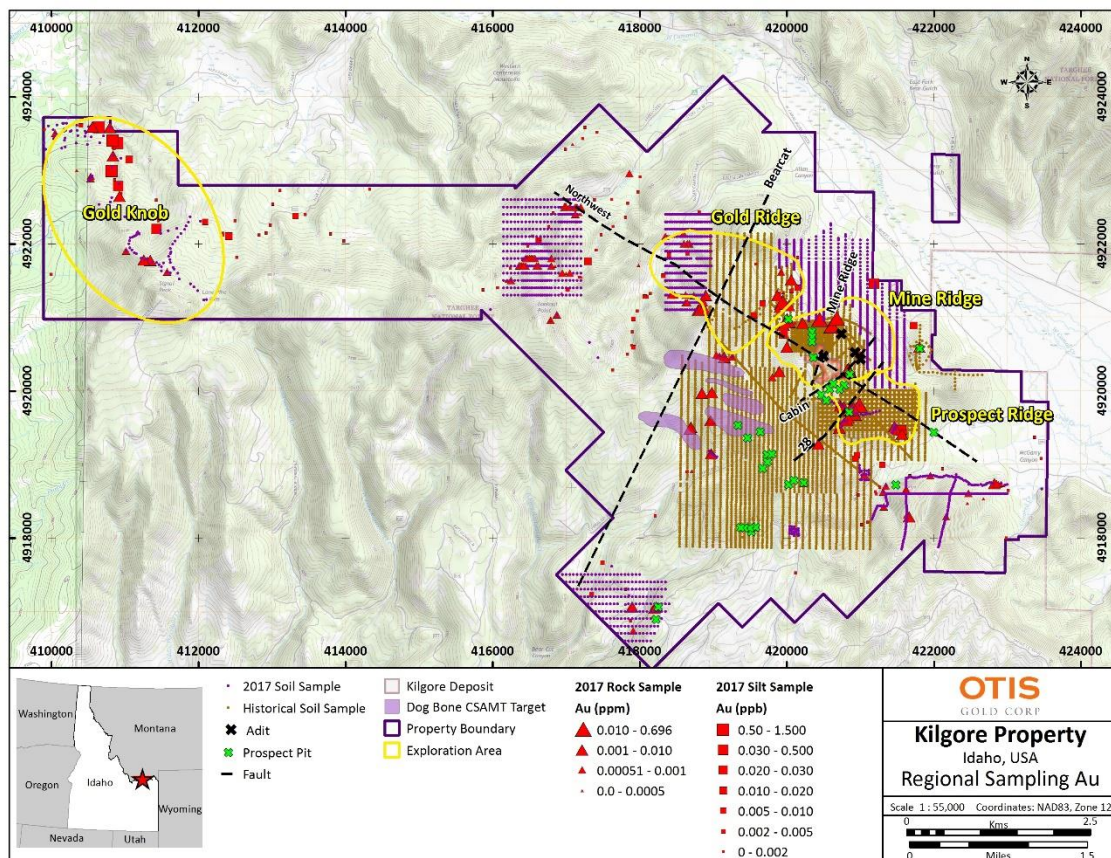 410000 412000 414000 416000 418000 420000 422000 424000
4924000 4924000
N
W E
S
Bearcat
Northwest
Gold Ridge
Gold Knob
4922000 4922000
Mine Ridge
Mine Ridge
4920000 4920000
Cabin
Prospect Ridge
28
4918000 4918000
410000 412000 414000 416000 418000 420000 422000 424000
Washington
Montana
Oregon
Idaho
Wyoming
Nevada
Utah
2017 Soil Sample
Historical Soil Sample
Adit
Prospect Pit
Fault
Kilgore Deposit
Dog Bone CSAMT Target
Property Boundary
Exploration Area
2017 Rock Sample
Au (ppm)
0.010 - 0.696
0.001 - 0.010
0.00051 - 0.001
0.0 - 0.0005
2017 Silt Sample
Au (ppb)
0.50 - 1.500
0.030 - 0.500
0.020 - 0.030
0.010 - 0.020
0.005 - 0.010
0.002 - 0.005
0 - 0.002
OTIS
GOLD CORP
Kilgore Property
Idaho, USA
Regional Sampling Au
Scale 1 : 55,000 Coordinates: NAD83, Zone 12
0 Kms 2.5
0 Miles 1.5